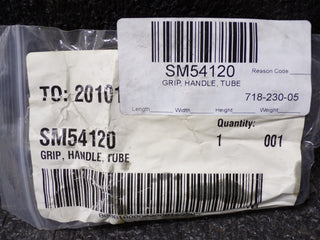 SM54120 Reason Code
GRIP, HANDLE, TUBE
718-230-05
Length Width Height Weight
TO: 20101
Quantity:
SM54120 1 001
GRIP, HANDLE, TUBE